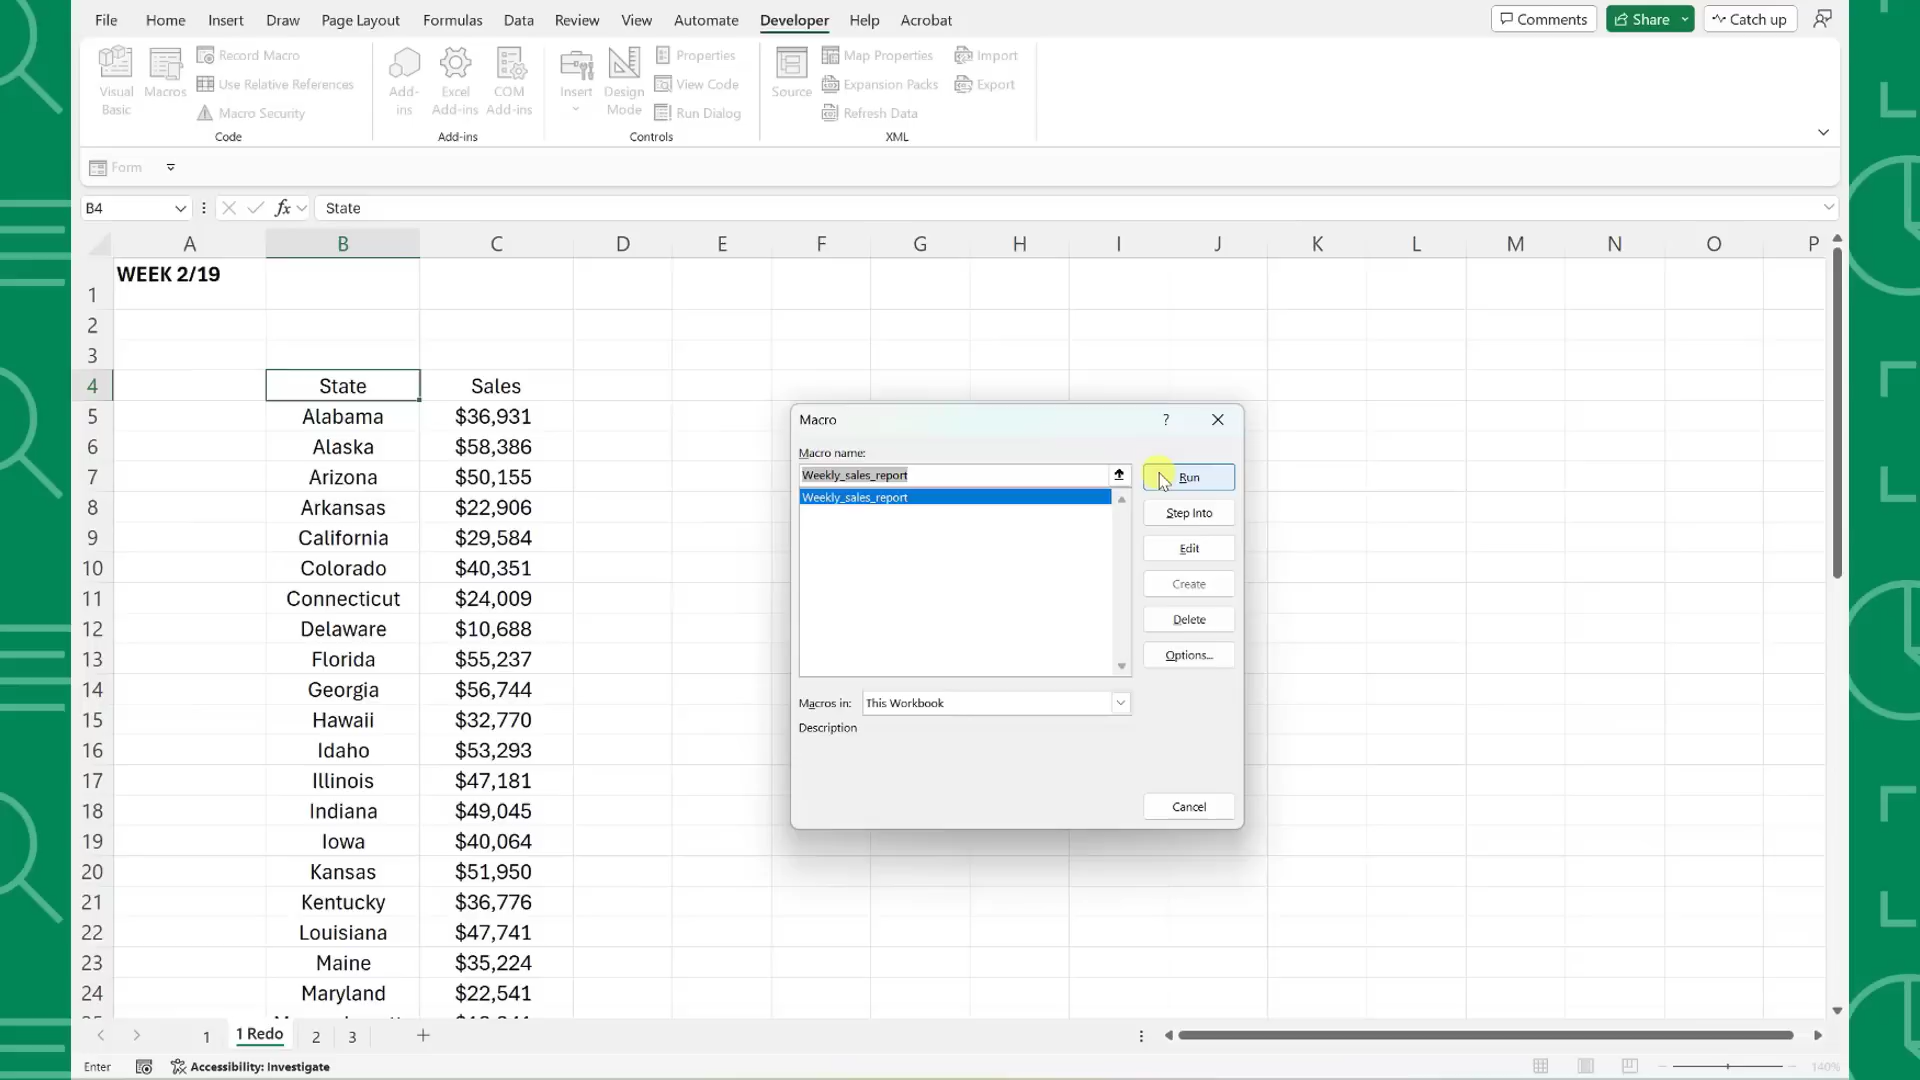 File Home Insert Draw Page Layout Formulas Data Review View Automate Developer Help Acrobat Comments Share Catch up
Visual Basic
Macros
Record Macro
Use Relative References
Macro Security
Code
Add-ins
Excel Add-ins
COM Add-ins
Add-ins
Insert
Design Mode
Properties
View Code
Run Dialog
Controls
Source
Map Properties
Expansion Packs
Refresh Data
Import
Export
XML
Form
B4 fx State
A B C D E F G H I J K L M N O P
1 WEEK 2/19
2
3
4 State Sales
5 Alabama $36,931
6 Alaska $58,386
7 Arizona $50,155
8 Arkansas $22,906
9 California $29,584
10 Colorado $40,351
11 Connecticut $24,009
12 Delaware $10,688
13 Florida $55,237
14 Georgia $56,744
15 Hawaii $32,770
16 Idaho $53,293
17 Illinois $47,181
18 Indiana $49,045
19 Iowa $40,064
20 Kansas $51,950
21 Kentucky $36,776
22 Louisiana $47,741
23 Maine $35,224
24 Maryland $22,541
Macro ?
Macro name:
Weekly_sales_report
Weekly_sales_report
Run
Step Into
Edit
Create
Delete
Options...
Macros in: This Workbook
Description
Cancel
1 1 Redo 2 3
Enter Accessibility: Investigate 140%